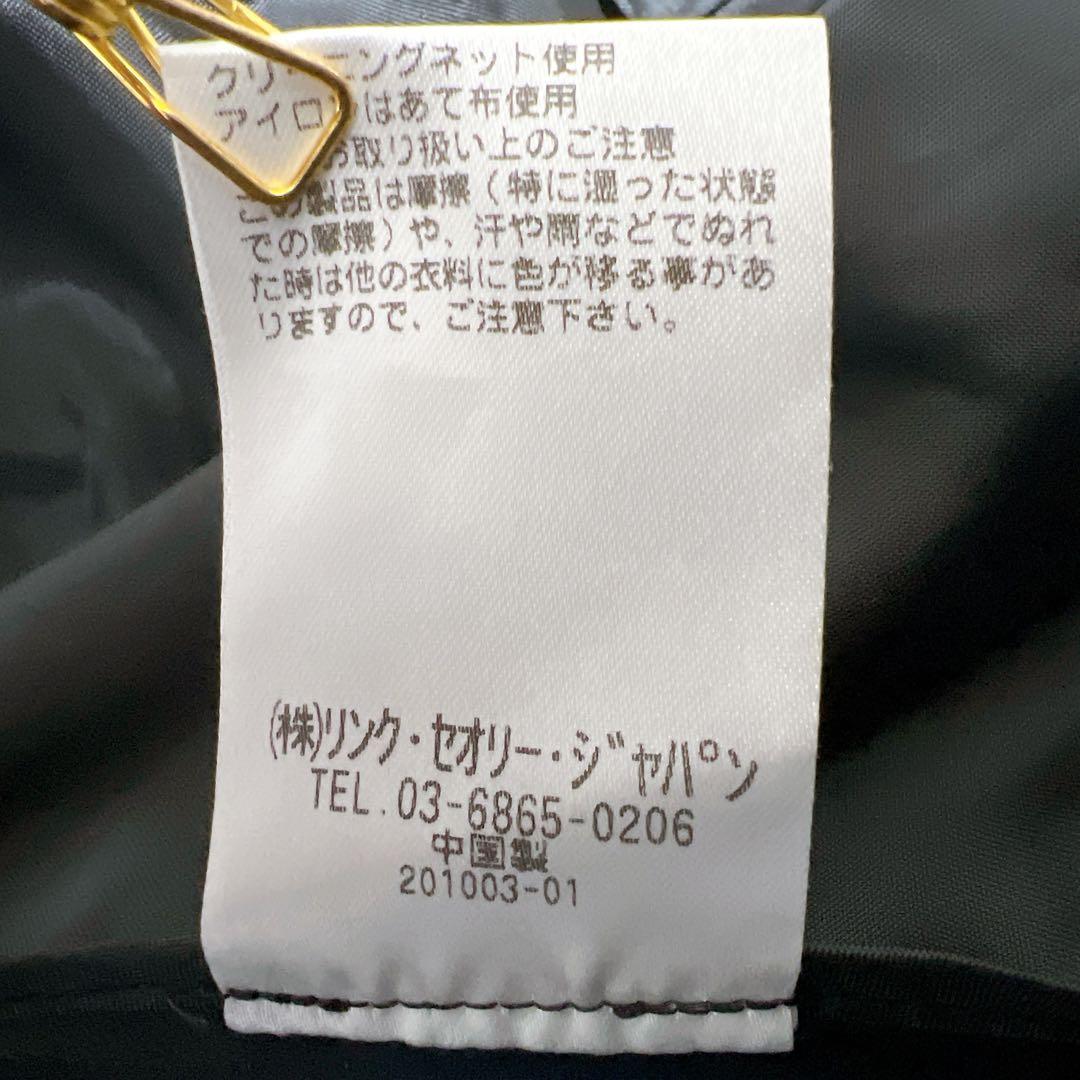 クリーニングネット使用
アイロンはあて布使用
お取り扱い上のご注意
この製品は摩擦(特に湿った状態
での摩擦)や、汗や雨などでぬれ
た時は他の衣料に色が移る事があ
りますので、ご注意下さい。
(株)リンク・セオリー・ジャパン
TEL. 03-6865-0206
中国製
201003-01